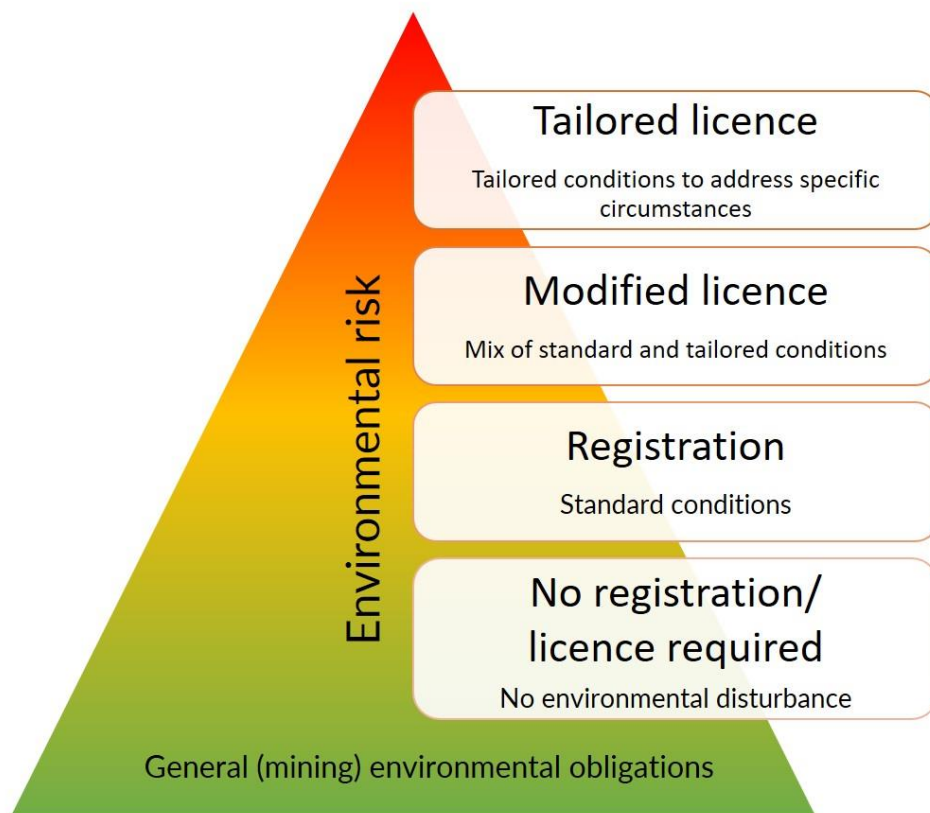 Tailored licence
Tailored conditions to address specific
circumstances
Modified licence
Mix of standard and tailored conditions
Environmental risk
Registration
Standard conditions
No registration/
licence required
No environmental disturbance
General (mining) environmental obligations